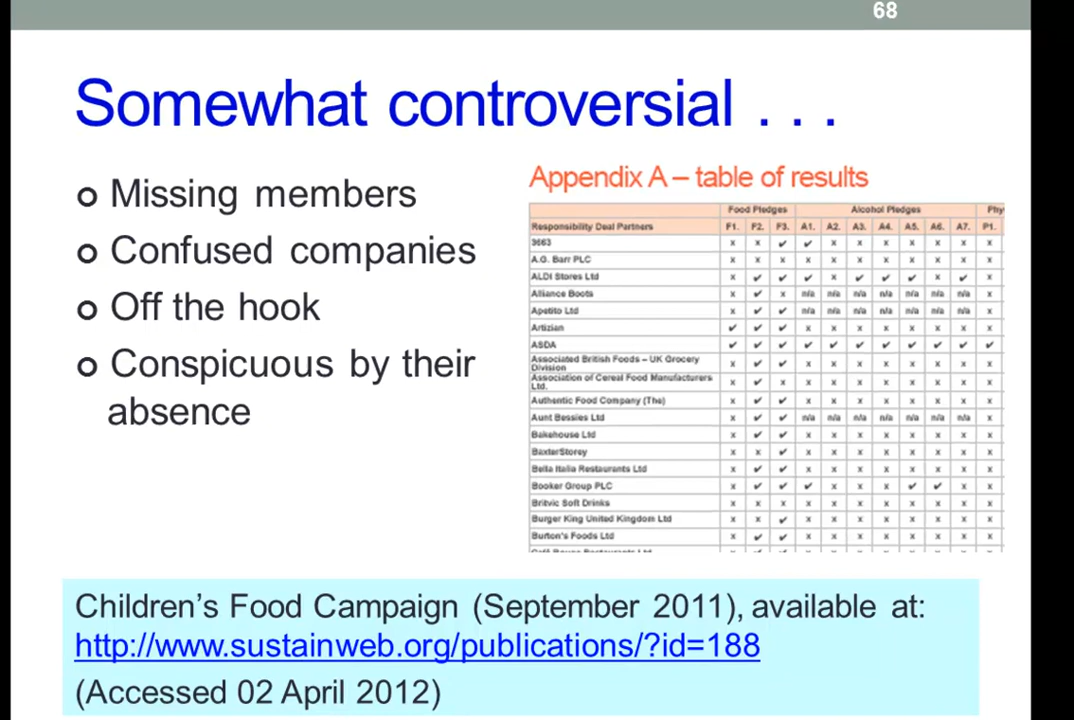 68
Somewhat controversial . . .
Missing members
Confused companies
Off the hook
Conspicuous by their
absence
Appendix A – table of results
Food Pledges Alcohol Pledges Phy
Responsibility Deal Partners F1. F2. F3. A1. A2. A3. A4. A5. A6. A7. P1.
3663 x x ✓ ✓ x x x x x x x
A.G. Barr PLC x x x x x x x x x x x
ALDI Stores Ltd x ✓ ✓ ✓ x ✓ ✓ ✓ x ✓ x
Alliance Boots x ✓ x n/a n/a n/a n/a n/a n/a n/a x
Apetito Ltd x ✓ ✓ n/a n/a n/a n/a n/a n/a n/a x
Artizian ✓ ✓ ✓ x x x x x x x x
ASDA ✓ ✓ ✓ ✓ ✓ ✓ ✓ ✓ ✓ ✓ ✓
Associated British Foods – UK Grocery
Division x ✓ ✓ x x x x x x x x
Association of Cereal Food Manufacturers
Ltd. x ✓ x x x x x x x x x
Authentic Food Company (The) x ✓ ✓ x x x x x x x x
Aunt Bessies Ltd x ✓ ✓ n/a n/a n/a n/a n/a n/a n/a x
Bakehouse Ltd x ✓ ✓ x x x x x x x x
BaxterStorey x x ✓ x x x x x x x x
Bella Italia Restaurants Ltd x ✓ ✓ x x x x x x x x
Booker Group PLC x ✓ ✓ ✓ x x x ✓ ✓ x x
Britvic Soft Drinks x x x x x x x x x x x
Burger King United Kingdom Ltd x x ✓ x x x x x x x x
Burton's Foods Ltd x ✓ ✓ x x x x x x x x
Children's Food Campaign (September 2011), available at:
http://www.sustainweb.org/publications/?id=188
(Accessed 02 April 2012)